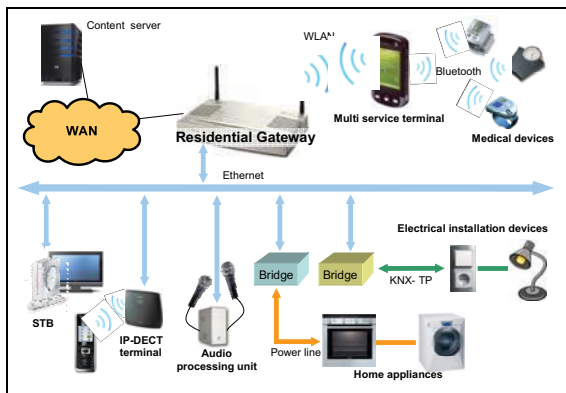 Content server
WLAN
Bluetooth
WAN
Residential Gateway
Multi service terminal
Medical devices
Ethernet
Electrical installation devices
Bridge
Bridge
KNX- TP
STB
IP-DECT
terminal
Audio
processing unit
Power line
Home appliances